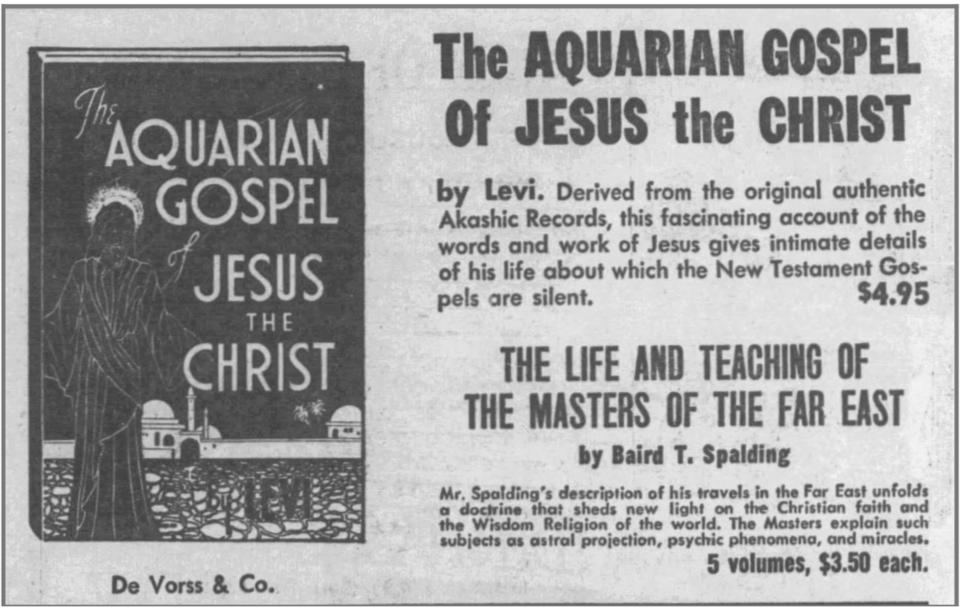 The
AQUARIAN
GOSPEL
of
JESUS
THE
CHRIST
LEVI
De Vorss & Co.
The AQUARIAN GOSPEL
Of JESUS the CHRIST
by Levi. Derived from the original authentic
Akashic Records, this fascinating account of the
words and work of Jesus gives intimate details
of his life about which the New Testament Gos-
pels are silent. $4.95
THE LIFE AND TEACHING OF
THE MASTERS OF THE FAR EAST
by Baird T. Spalding
Mr. Spalding's description of his travels in the Far East unfolds
a doctrine that sheds new light on the Christian faith and
the Wisdom Religion of the world. The Masters explain such
subjects as astral projection, psychic phenomena, and miracles.
5 volumes, $3.50 each.